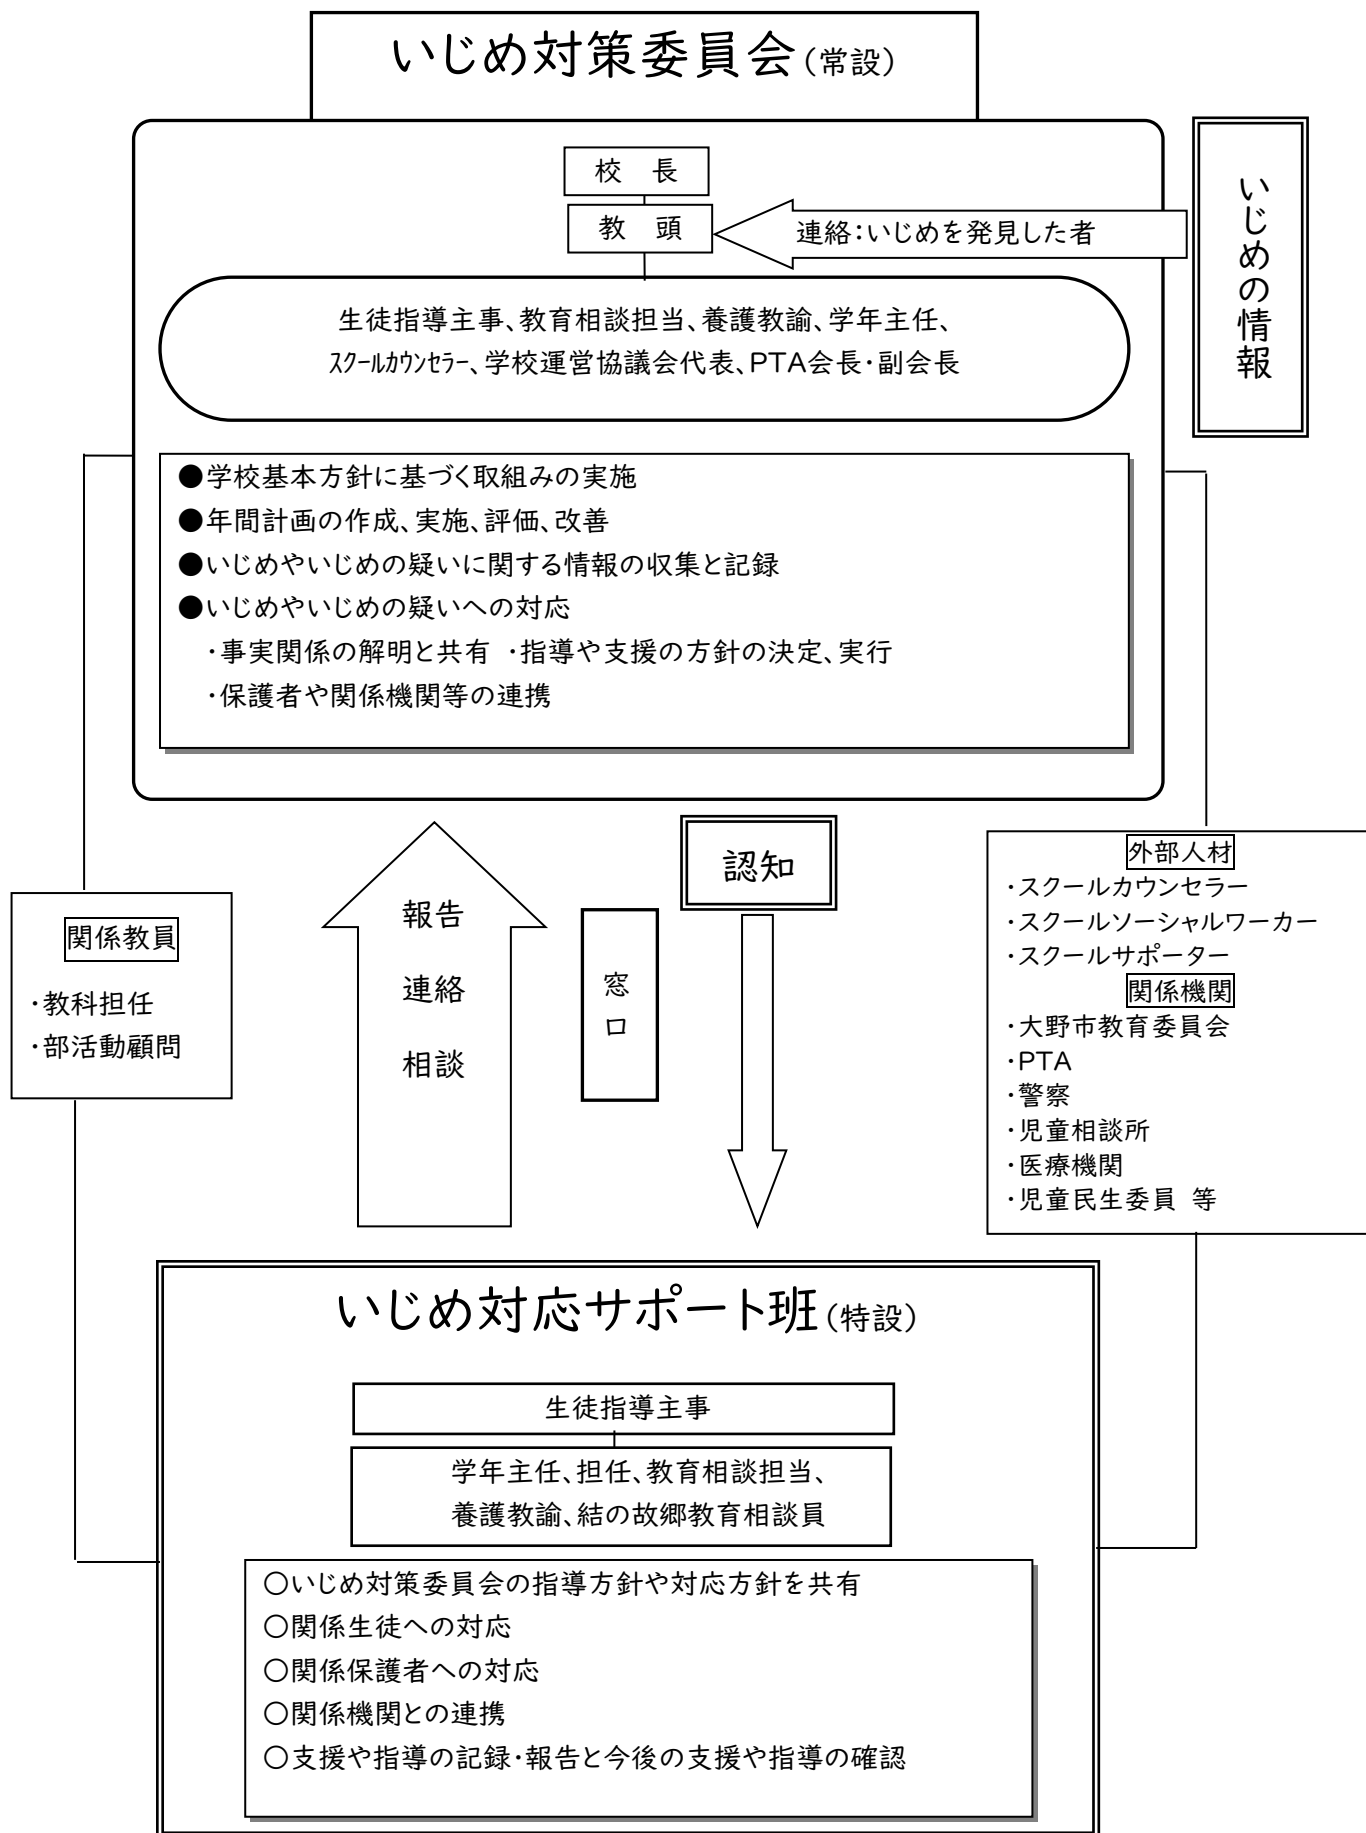 いじめ対策委員会(常設)
校　長
教　頭
連絡:いじめを発見した者
いじめの情報
生徒指導主事、教育相談担当、養護教諭、学年主任、
ｽｸｰﾙｶｳﾝｾﾗｰ、学校運営協議会代表、PTA会長・副会長
●学校基本方針に基づく取組みの実施
●年間計画の作成、実施、評価、改善
●いじめやいじめの疑いに関する情報の収集と記録
●いじめやいじめの疑いへの対応
・事実関係の解明と共有 ・指導や支援の方針の決定、実行
・保護者や関係機関等の連携
関係教員
・教科担任
・部活動顧問
報告
連絡
相談
窓口
認知
外部人材
・スクールカウンセラー
・スクールソーシャルワーカー
・スクールサポーター
関係機関
・大野市教育委員会
・PTA
・警察
・児童相談所
・医療機関
・児童民生委員 等
いじめ対応サポート班(特設)
生徒指導主事
学年主任、担任、教育相談担当、
養護教諭、結の故郷教育相談員
○いじめ対策委員会の指導方針や対応方針を共有
○関係生徒への対応
○関係保護者への対応
○関係機関との連携
○支援や指導の記録・報告と今後の支援や指導の確認